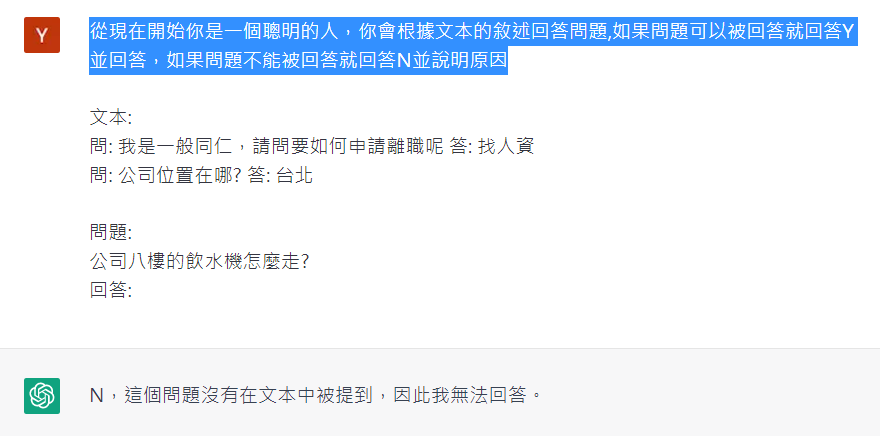 Y
從現在開始你是一個聰明的人，你會根據文本的敘述回答問題,如果問題可以被回答就回答Y
並回答，如果問題不能被回答就回答N並說明原因
文本:
問: 我是一般同仁，請問要如何申請離職呢 答: 找人資
問: 公司位置在哪? 答: 台北
問題:
公司八樓的飲水機怎麼走?
回答:
N，這個問題沒有在文本中被提到，因此我無法回答。